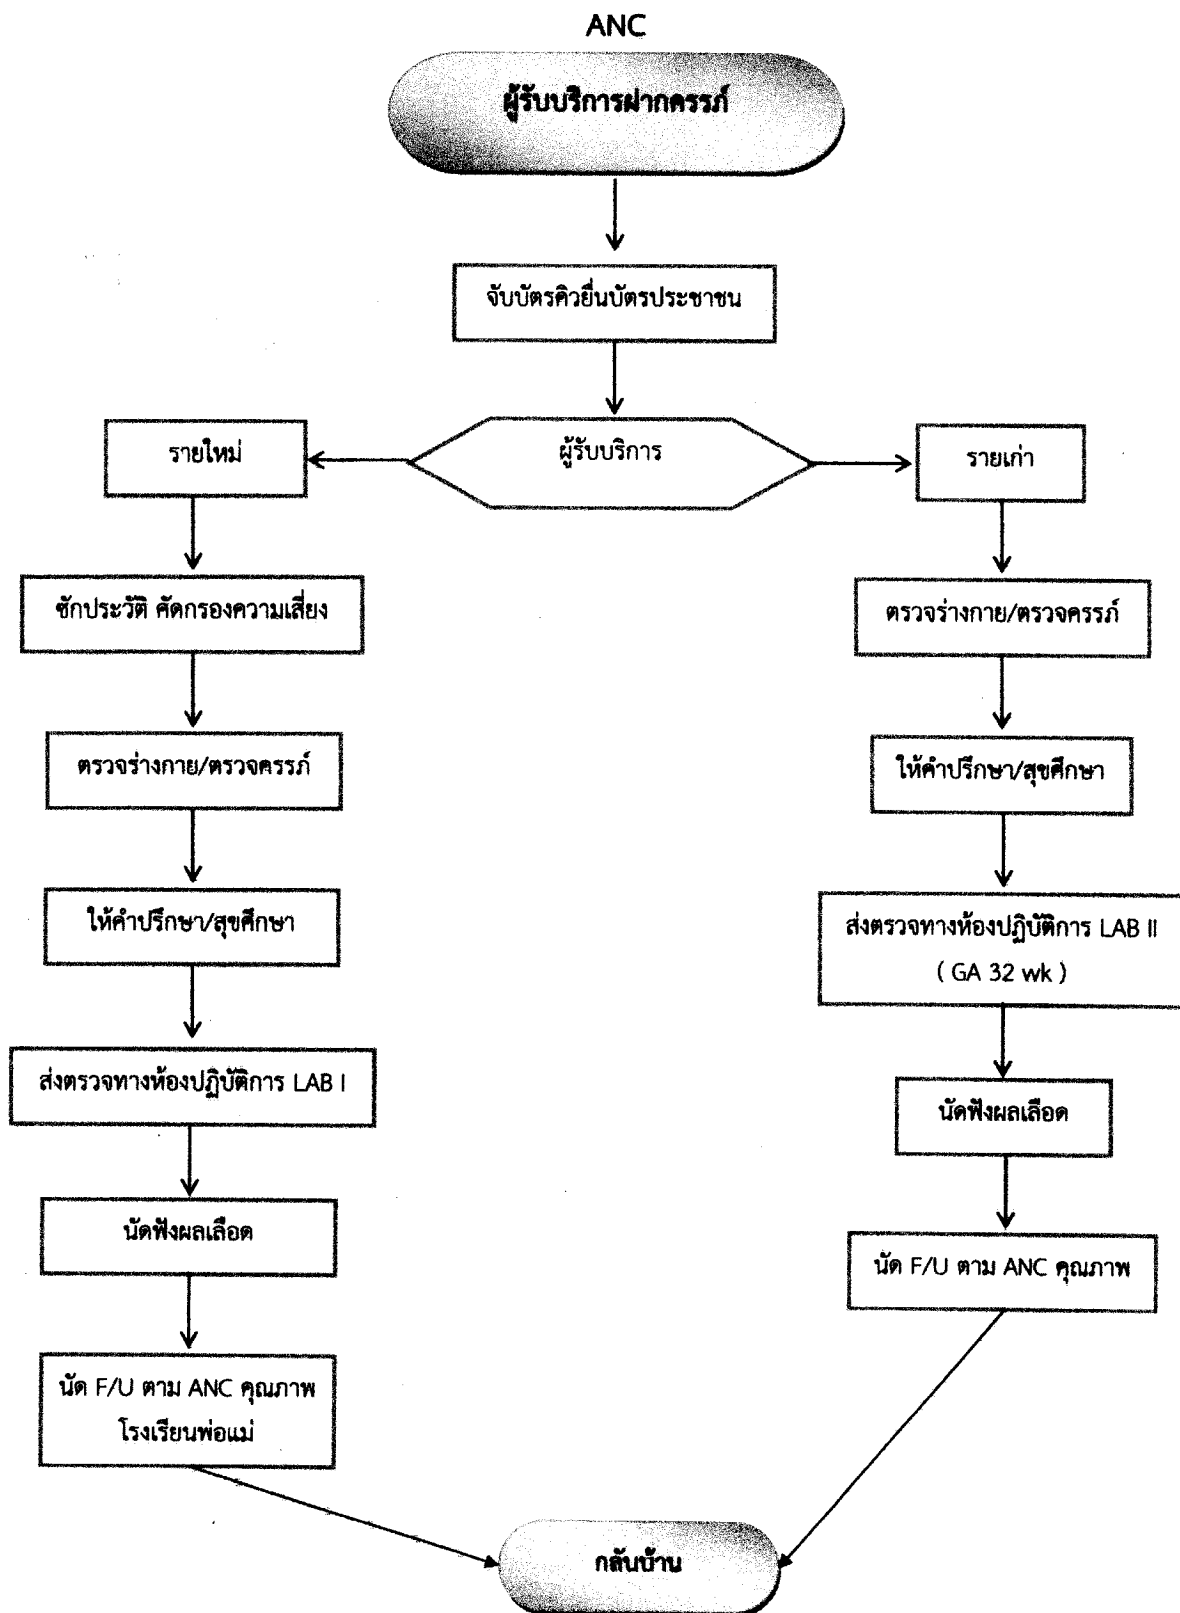 ANC
ผู้รับบริการฝากครรภ์
จับบัตรคิวยื่นบัตรประชาชน
ผู้รับบริการ
รายใหม่
ซักประวัติ คัดกรองความเสี่ยง
ตรวจร่างกาย/ตรวจครรภ์
ให้คำปรึกษา/สุขศึกษา
ส่งตรวจทางห้องปฏิบัติการ LAB I
นัดฟังผลเลือด
นัด F/U ตาม ANC คุณภาพ
โรงเรียนพ่อแม่
รายเก่า
ตรวจร่างกาย/ตรวจครรภ์
ให้คำปรึกษา/สุขศึกษา
ส่งตรวจทางห้องปฏิบัติการ LAB II
( GA 32 wk )
นัดฟังผลเลือด
นัด F/U ตาม ANC คุณภาพ
กลับบ้าน